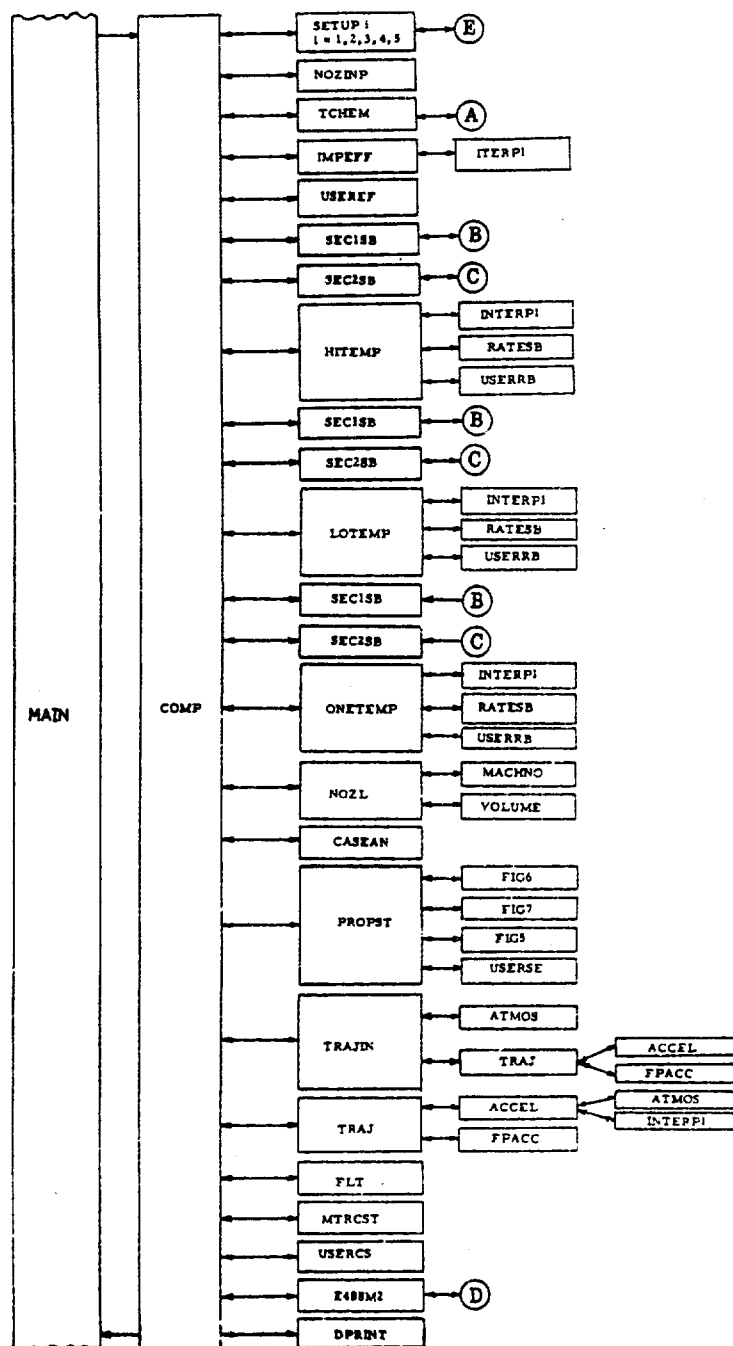 SETUP i
i = 1,2,3,4,5
E
NOZINP
TCHEM
A
IMPEFF
ITERP1
USEREF
SEC1SB
B
SEC2SB
C
HITEMP
INTERP1
RATESB
USERRB
SEC1SB
B
SEC2SB
C
LOTEMP
INTERP1
RATESB
USERRB
SEC1SB
B
SEC2SB
C
MAIN
COMP
ONETEMP
INTERP1
RATESB
USERRB
NOZL
MACHNO
VOLUME
CASEAN
PROPST
FIG6
FIG7
FIG5
USERSE
TRAJIN
ATMOS
TRAJ
ACCEL
FPACC
TRAJ
ACCEL
ATMOS
INTERP1
FPACC
FLT
MTRCST
USERCS
D
DPRINT